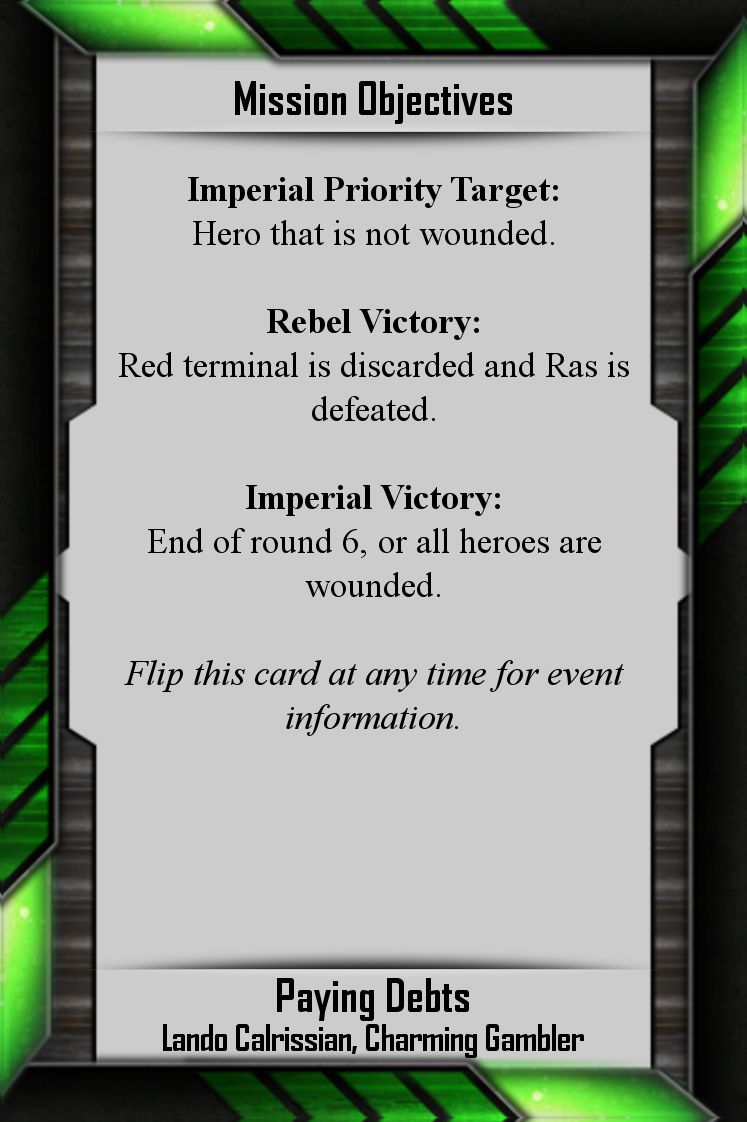 Mission Objectives
Imperial Priority Target:
Hero that is not wounded.
Rebel Victory:
Red terminal is discarded and Ras is
defeated.
Imperial Victory:
End of round 6, or all heroes are
wounded.
Flip this card at any time for event
information.
Paying Debts
Lando Calrissian, Charming Gambler